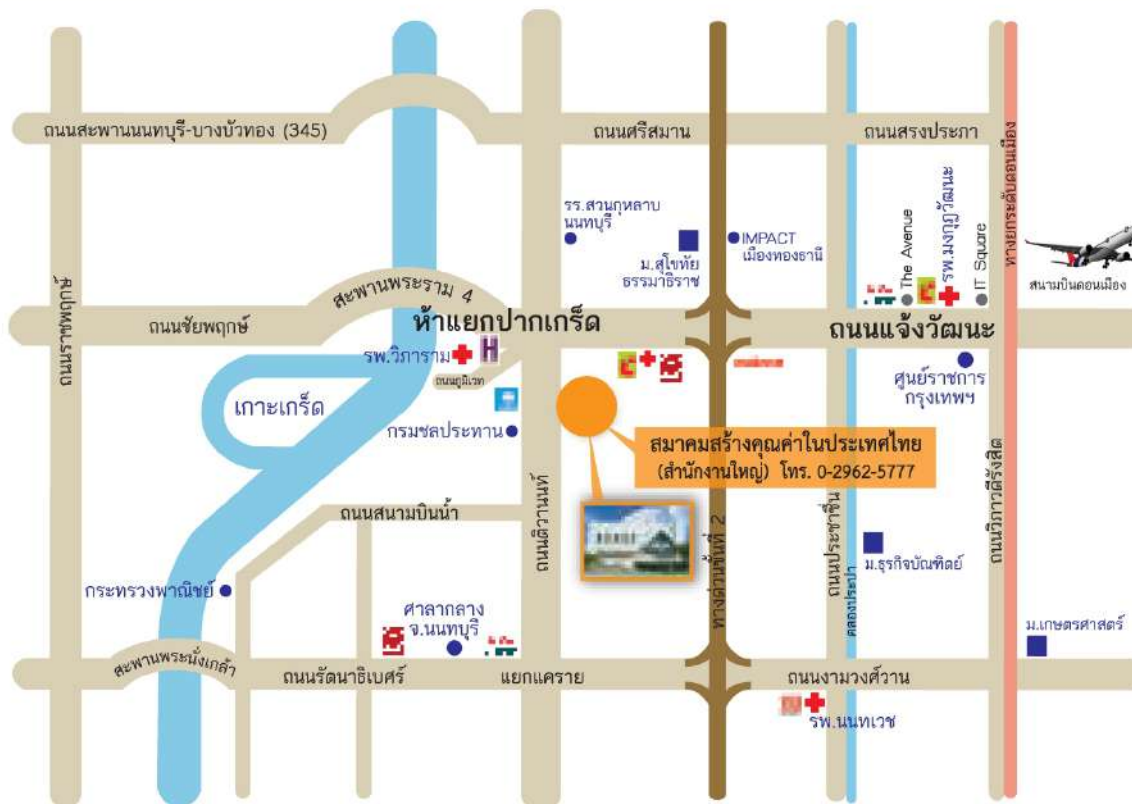 ถนนสะพานนนทบุรี-บางบัวทอง (345)
ถนนศรีสมาน
ถนนสรงประภา
รร.สวนกุหลาบ
นนทบุรี
ม.สุโขทัย
ธรรมาธิราช
IMPACT
เมืองทองธานี
The Avenue
รพ.มงกุฎวัฒนะ
IT Square
ทางยกระดับดอนเมือง
สนามบินดอนเมือง
ถนนราชพฤกษ์
ถนนชัยพฤกษ์
สะพานพระราม 4
ห้าแยกปากเกร็ด
ถนนแจ้งวัฒนะ
รพ.วิภาราม
H
ถนนภูมิเวท
เกาะเกร็ด
กรมชลประทาน
ศูนย์ราชการ
กรุงเทพฯ
สมาคมสร้างคุณค่าในประเทศไทย
(สำนักงานใหญ่) โทร. 0-2962-5777
ถนนสนามบินน้ำ
ถนนติวานนท์
ทางด่วนขั้นที่ 2
ถนนประชาชื่น
คลองประปา
ถนนวิภาวดีรังสิต
ม.ธุรกิจบัณฑิตย์
กระทรวงพาณิชย์
ศาลากลาง
จ.นนทบุรี
ม.เกษตรศาสตร์
สะพานพระนั่งเกล้า
ถนนรัตนาธิเบศร์
แยกแคราย
ถนนงามวงศ์วาน
รพ.นนทเวช